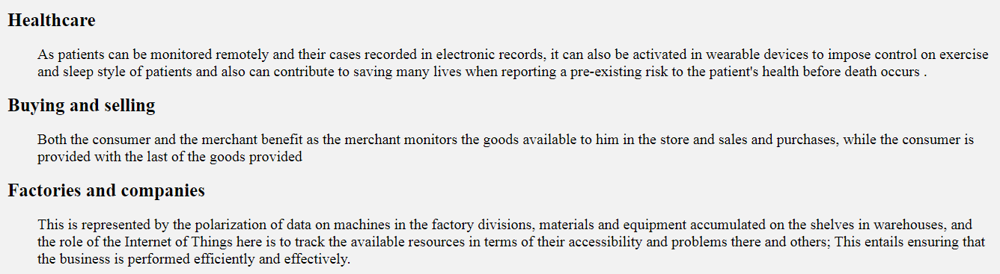 Healthcare
As patients can be monitored remotely and their cases recorded in electronic records, it can also be activated in wearable devices to impose control on exercise
and sleep style of patients and also can contribute to saving many lives when reporting a pre-existing risk to the patient's health before death occurs .
Buying and selling
Both the consumer and the merchant benefit as the merchant monitors the goods available to him in the store and sales and purchases, while the consumer is
provided with the last of the goods provided
Factories and companies
This is represented by the polarization of data on machines in the factory divisions, materials and equipment accumulated on the shelves in warehouses, and
the role of the Internet of Things here is to track the available resources in terms of their accessibility and problems there and others; This entails ensuring that
the business is performed efficiently and effectively.